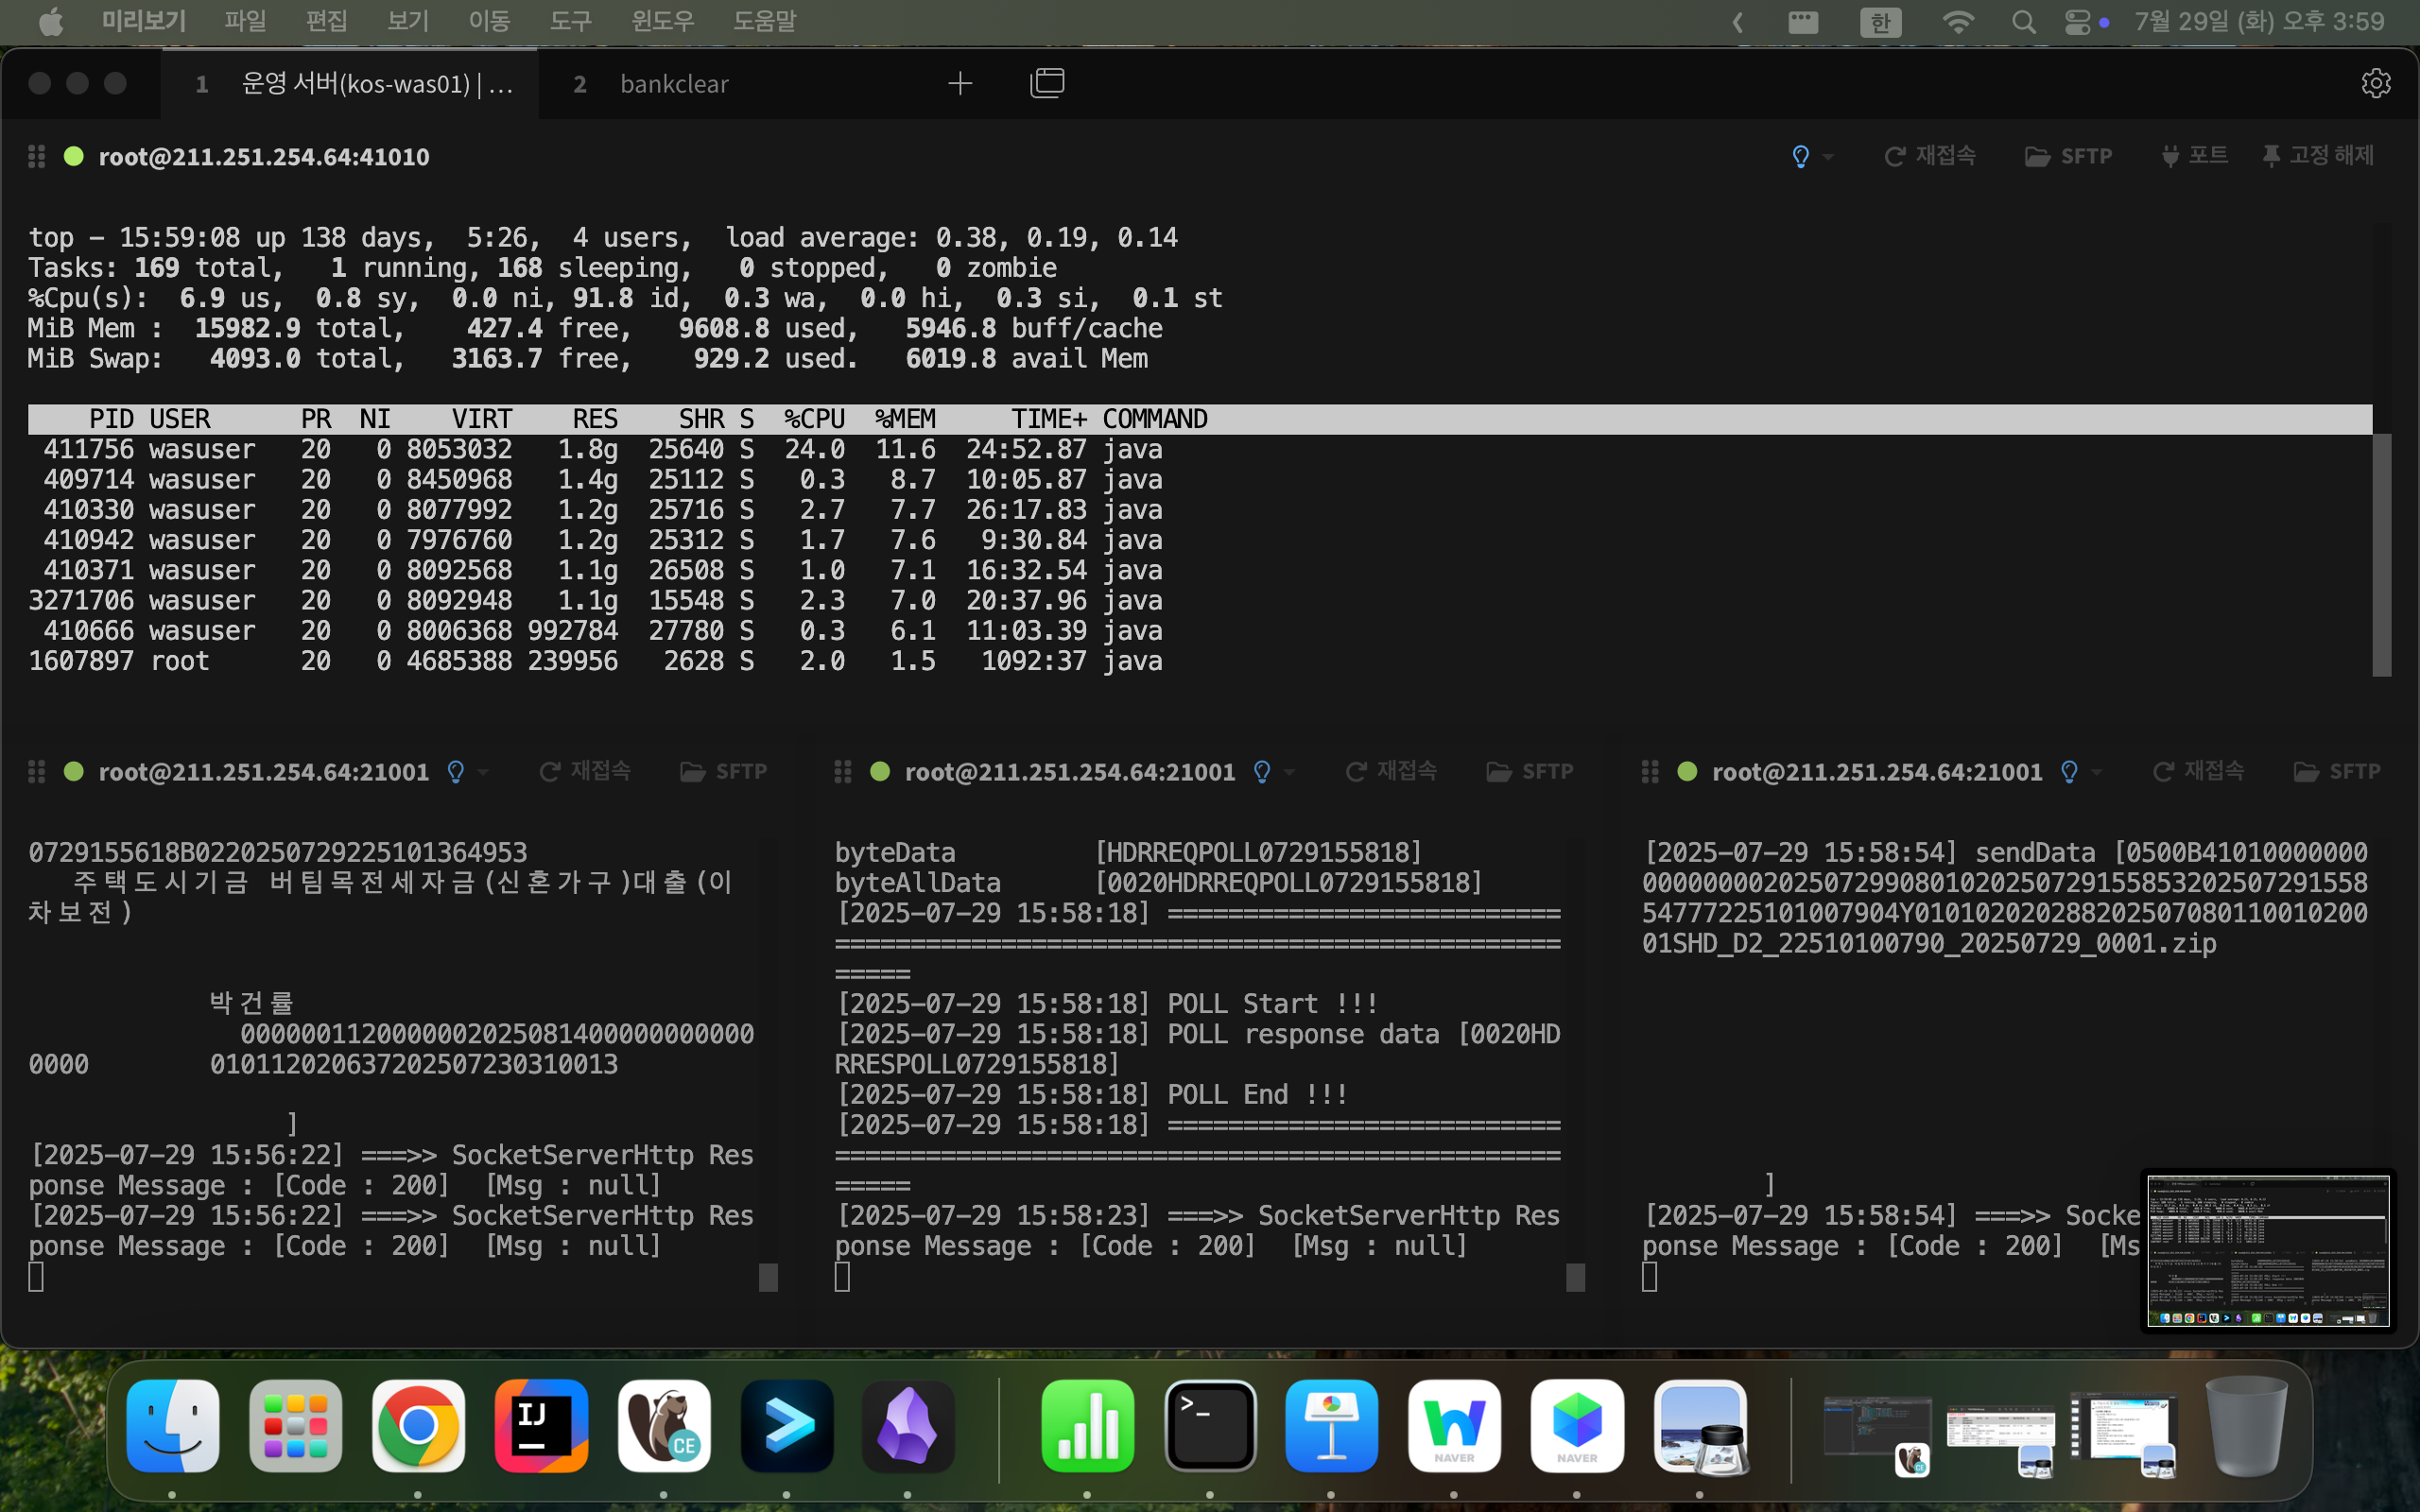 미리보기 파일 편집 보기 이동 도구 윈도우 도움말 한 7월 29일 (화) 오후 3:59
1 운영 서버(kos-was01) | … 2 bankclear
root@211.251.254.64:41010 재접속 SFTP 포트 고정 해제
top - 15:59:08 up 138 days,  5:26,  4 users,  load average: 0.38, 0.19, 0.14
Tasks: 169 total,   1 running, 168 sleeping,   0 stopped,   0 zombie
%Cpu(s):  6.9 us,  0.8 sy,  0.0 ni, 91.8 id,  0.3 wa,  0.0 hi,  0.3 si,  0.1 st
MiB Mem :  15982.9 total,    427.4 free,   9608.8 used,   5946.8 buff/cache
MiB Swap:   4093.0 total,   3163.7 free,    929.2 used.   6019.8 avail Mem
PID USER PR NI VIRT RES SHR S %CPU %MEM TIME+ COMMAND
411756 wasuser 20 0 8053032 1.8g 25640 S 24.0 11.6 24:52.87 java
409714 wasuser 20 0 8450968 1.4g 25112 S 0.3 8.7 10:05.87 java
410330 wasuser 20 0 8077992 1.2g 25716 S 2.7 7.7 26:17.83 java
410942 wasuser 20 0 7976760 1.2g 25312 S 1.7 7.6 9:30.84 java
410371 wasuser 20 0 8092568 1.1g 26508 S 1.0 7.1 16:32.54 java
3271706 wasuser 20 0 8092948 1.1g 15548 S 2.3 7.0 20:37.96 java
410666 wasuser 20 0 8006368 992784 27780 S 0.3 6.1 11:03.39 java
1607897 root 20 0 4685388 239956 2628 S 2.0 1.5 1092:37 java
root@211.251.254.64:21001 재접속 SFTP
0729155618B0220250729225101364953
주택도시기금 버팀목전세자금(신혼가구)대출(이
차보전)
박건률
0000001120000002025081400000000000
0000 010112020637202507230310013
]
[2025-07-29 15:56:22] ===>> SocketServerHttp Res
ponse Message : [Code : 200]  [Msg : null]
[2025-07-29 15:56:22] ===>> SocketServerHttp Res
ponse Message : [Code : 200]  [Msg : null]
root@211.251.254.64:21001 재접속 SFTP
byteData [HDRREQPOLL0729155818]
byteAllData [0020HDRREQPOLL0729155818]
[2025-07-29 15:58:18] ==========================
================================================
=====
[2025-07-29 15:58:18] POLL Start !!!
[2025-07-29 15:58:18] POLL response data [0020HD
RRESPOLL0729155818]
[2025-07-29 15:58:18] POLL End !!!
[2025-07-29 15:58:18] ==========================
================================================
=====
[2025-07-29 15:58:23] ===>> SocketServerHttp Res
ponse Message : [Code : 200]  [Msg : null]
root@211.251.254.64:21001 재접속 SFTP
[2025-07-29 15:58:54] sendData [0500B41010000000
000000002025072990801020250729155853202507291558
54777225101007904Y010102020288202507080110010200
01SHD_D2_22510100790_20250729_0001.zip
]
[2025-07-29 15:58:54] ===>> Socke
ponse Message : [Code : 200]  [Ms
IJ
CE
>_
NAVER
NAVER